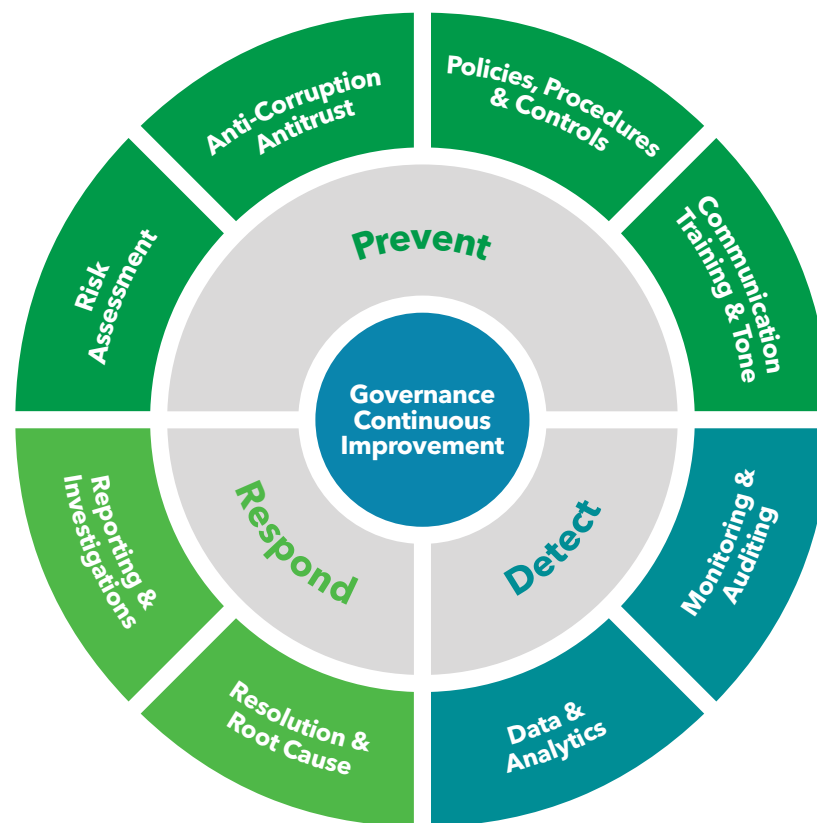 Anti-Corruption
Antitrust
Policies, Procedures
& Controls
Risk
Assessment
Communication
Training & Tone
Prevent
Governance
Continuous
Improvement
Respond
Detect
Reporting &
Investigations
Monitoring &
Auditing
Resolution &
Root Cause
Data &
Analytics